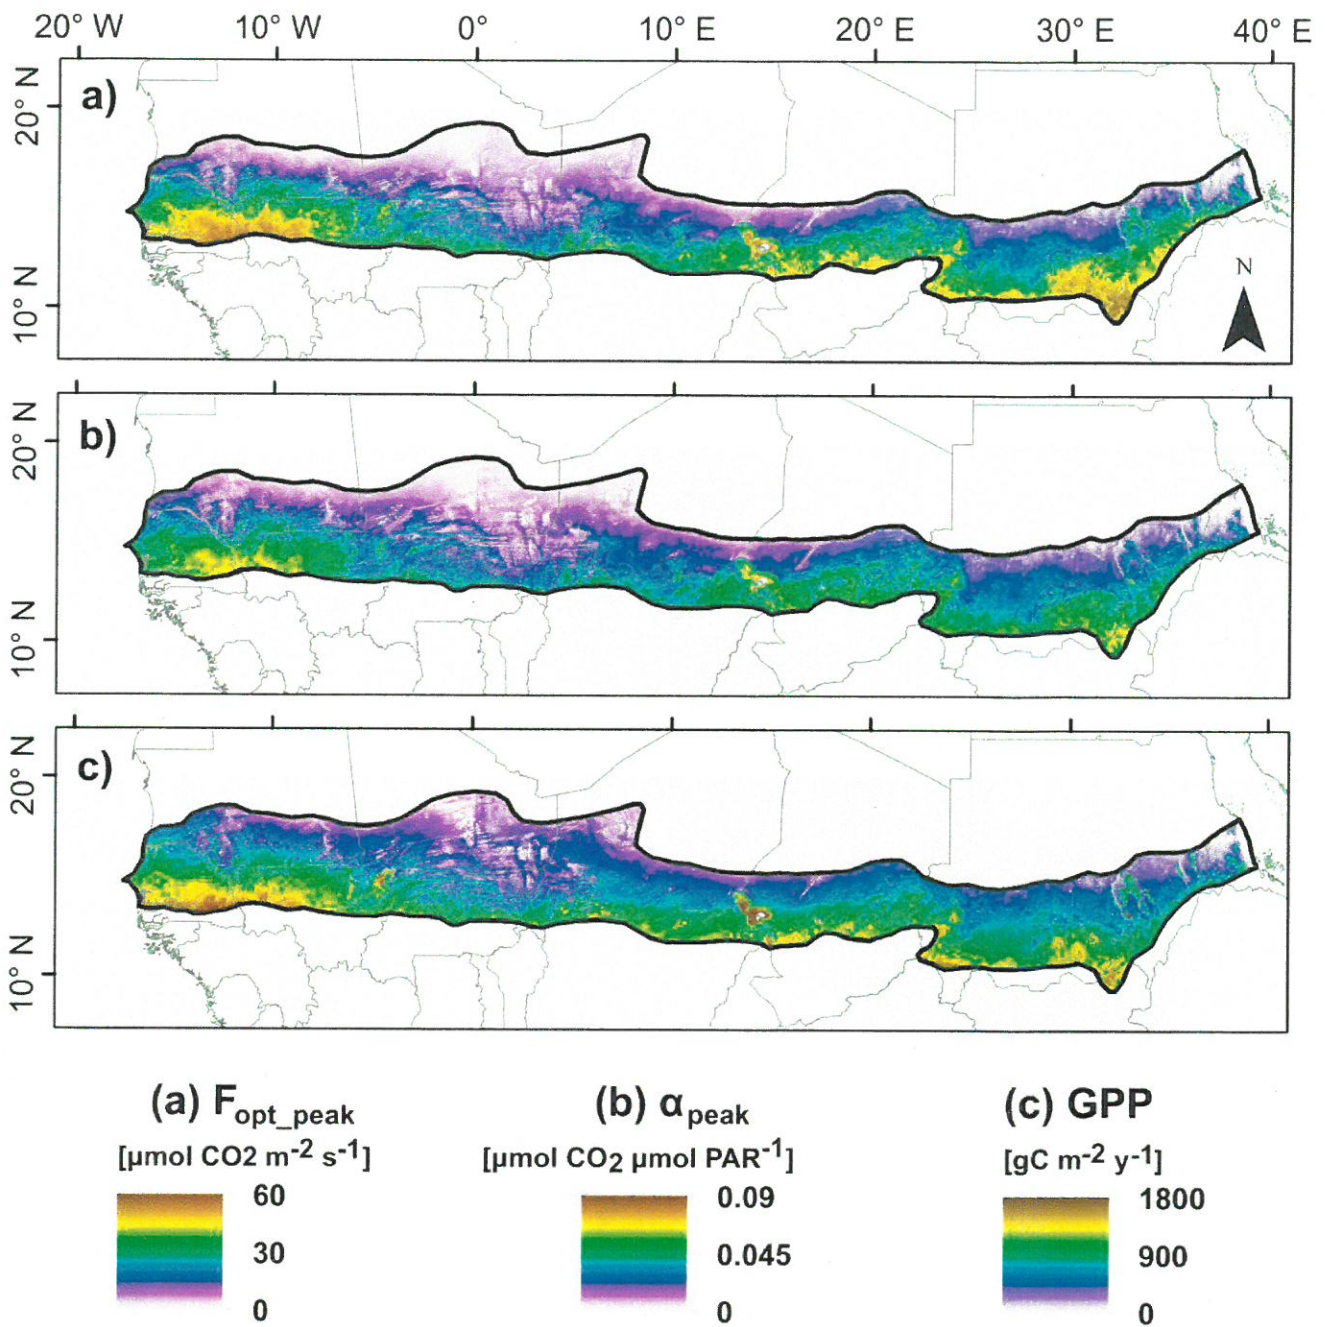 20° W 10° W 0° 10° E 20° E 30° E 40° E
a)
20° N
10° N
N
b)
20° N
10° N
c)
20° N
10° N
(a) Fopt_peak
[µmol CO2 m-2 s-1]
60
30
0
(b) αpeak
[µmol CO2 µmol PAR-1]
0.09
0.045
0
(c) GPP
[gC m-2 y-1]
1800
900
0